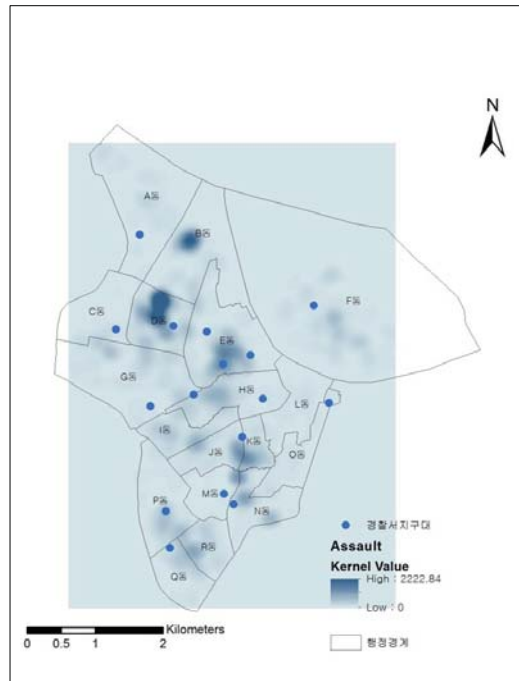 N
A동
B동
F동
C동
D동
E동
G동
H동
L동
I동
J동
K동
O동
M동
P동
N동
R동
Q동
경찰서지구대
Assault
Kernel Value
High : 2222.84
Low : 0
행정경계
Kilometers
0 0.5 1 2